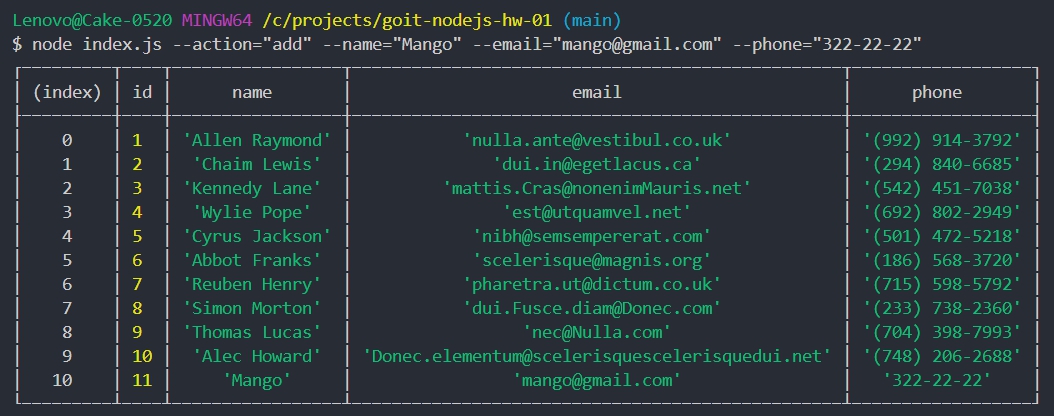 Lenovo@Cake-0520 MINGW64 /c/projects/goit-nodejs-hw-01 (main)
$ node index.js --action="add" --name="Mango" --email="mango@gmail.com" --phone="322-22-22"
(index) id name email phone
0 1 'Allen Raymond' 'nulla.ante@vestibul.co.uk' '(992) 914-3792'
1 2 'Chaim Lewis' 'dui.in@egetlacus.ca' '(294) 840-6685'
2 3 'Kennedy Lane' 'mattis.Cras@nonenimMauris.net' '(542) 451-7038'
3 4 'Wylie Pope' 'est@utquamvel.net' '(692) 802-2949'
4 5 'Cyrus Jackson' 'nibh@semsempererat.com' '(501) 472-5218'
5 6 'Abbot Franks' 'scelerisque@magnis.org' '(186) 568-3720'
6 7 'Reuben Henry' 'pharetra.ut@dictum.co.uk' '(715) 598-5792'
7 8 'Simon Morton' 'dui.Fusce.diam@Donec.com' '(233) 738-2360'
8 9 'Thomas Lucas' 'nec@Nulla.com' '(704) 398-7993'
9 10 'Alec Howard' 'Donec.elementum@scelerisquescelerisquedui.net' '(748) 206-2688'
10 11 'Mango' 'mango@gmail.com' '322-22-22'